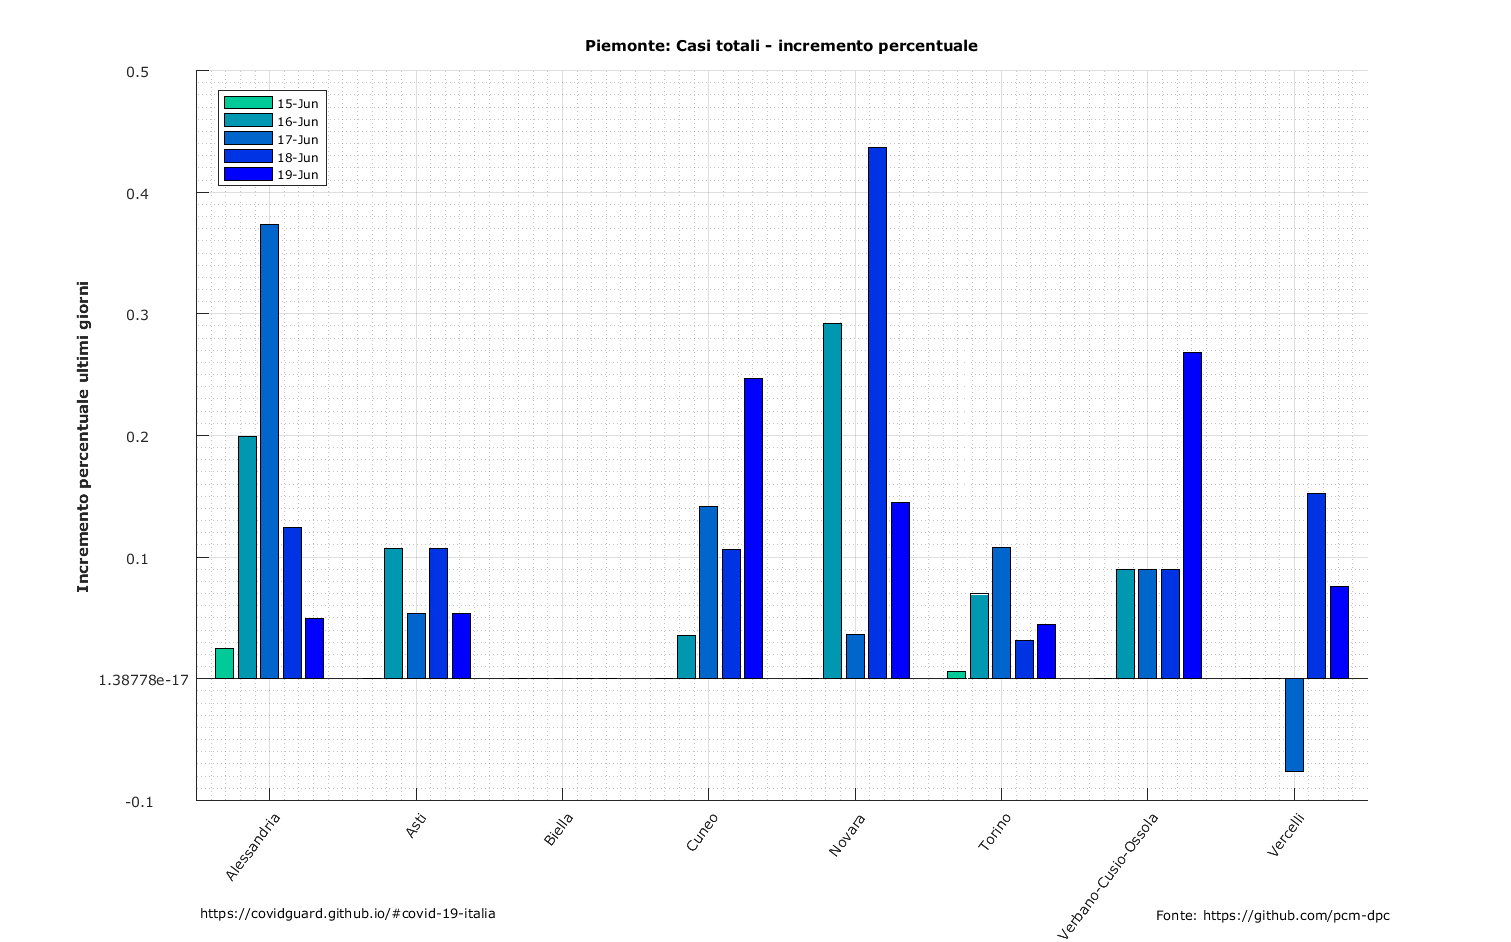 Piemonte: Casi totali - incremento percentuale
0.5
15-Jun
16-Jun
17-Jun
18-Jun
19-Jun
0.4
0.3
0.2
0.1
1.38778e-17
-0.1
Incremento percentuale ultimi giorni
Alessandria
Asti
Biella
Cuneo
Novara
Torino
Verbano-Cusio-Ossola
Vercelli
https://covidguard.github.io/#covid-19-italia
Fonte: https://github.com/pcm-dpc